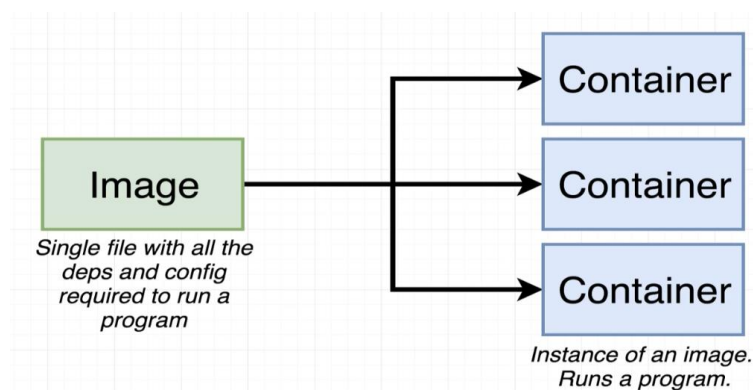 Container
Image
Container
Single file with all the
deps and config
required to run a
program
Container
Instance of an image.
Runs a program.